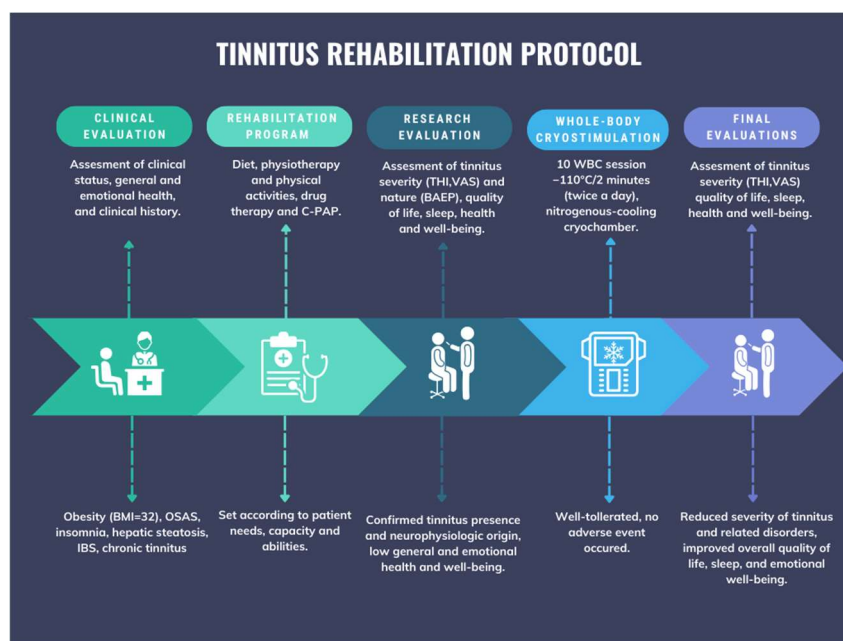 TINNITUS REHABILITATION PROTOCOL
CLINICAL
EVALUATION
Assesment of clinical
status, general and
emotional health,
and clinical history.
REHABILITATION
PROGRAM
Diet, physiotherapy
and physical
activities, drug
therapy and C-PAP.
RESEARCH
EVALUATION
Assesment of tinnitus
severity (THI,VAS) and
nature (BAEP), quality
of life, sleep, health
and well-being.
WHOLE-BODY
CRYOSTIMULATION
10 WBC session
–110°C/2 minutes
(twice a day),
nitrogenous-cooling
cryochamber.
FINAL
EVALUATIONS
Assesment of tinnitus
severity (THI,VAS)
quality of life, sleep,
health and well-being.
Obesity (BMI=32), OSAS,
insomnia, hepatic steatosis,
IBS, chronic tinnitus
Set according to patient
needs, capacity and
abilities.
Confirmed tinnitus presence
and neurophysiologic origin,
low general and emotional
health and well-being.
Well-tollerated, no
adverse event
occured.
Reduced severity of tinnitus
and related disorders,
improved overall quality of
life, sleep, and emotional
well-being.